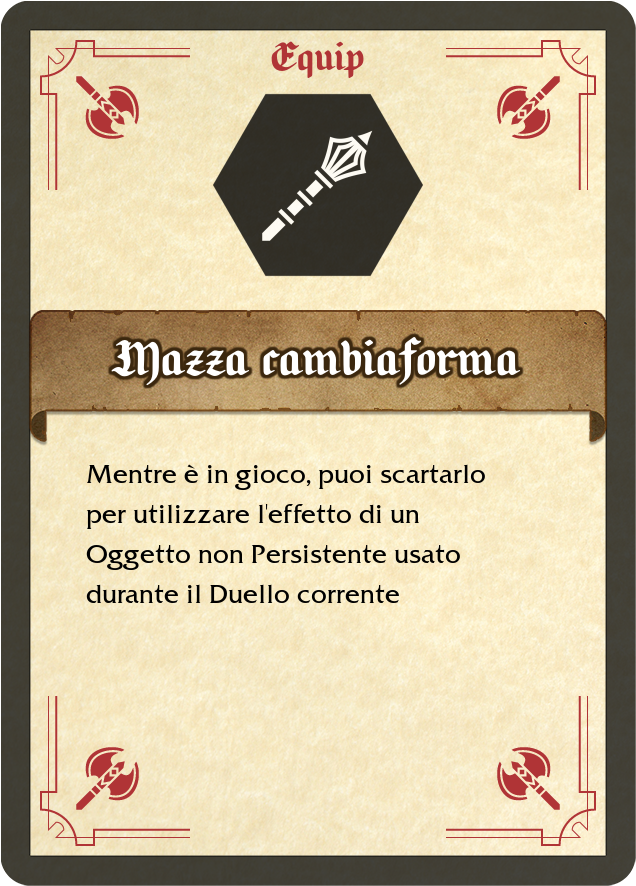 Equip
Mazza cambiaforma
Mentre è in gioco, puoi scartarlo
per utilizzare l'effetto di un
Oggetto non Persistente usato
durante il Duello corrente